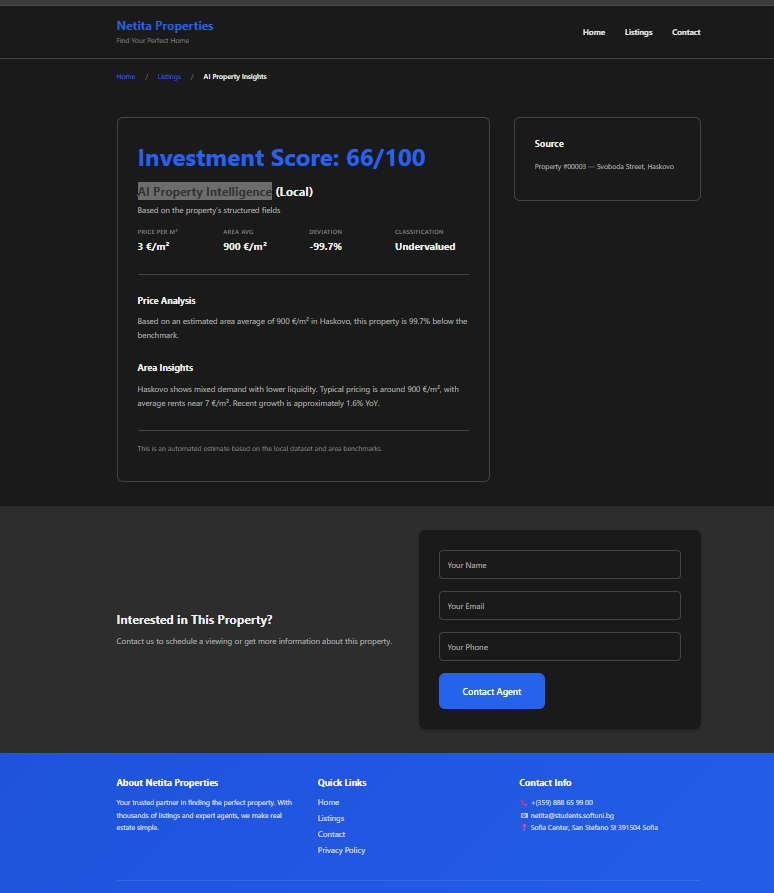 Netita Properties
Find Your Perfect Home
Home Listings Contact
Home / Listings / AI Property Insights
Investment Score: 66/100
AI Property Intelligence (Local)
Based on the property's structured fields
PRICE PER M² AREA AVG DEVIATION CLASSIFICATION
3 €/m² 900 €/m² -99.7% Undervalued
Price Analysis
Based on an estimated area average of 900 €/m² in Haskovo, this property is 99.7% below the
benchmark.
Area Insights
Haskovo shows mixed demand with lower liquidity. Typical pricing is around 900 €/m², with
average rents near 7 €/m². Recent growth is approximately 1.6% YoY.
This is an automated estimate based on the local dataset and area benchmarks.
Source
Property #00003 — Svoboda Street, Haskovo
Interested in This Property?
Contact us to schedule a viewing or get more information about this property.
Your Name
Your Email
Your Phone
Contact Agent
About Netita Properties
Your trusted partner in finding the perfect property. With
thousands of listings and expert agents, we make real
estate simple.
Quick Links
Home
Listings
Contact
Privacy Policy
Contact Info
+(359) 888 65 99 00
netita@students.softuni.bg
Sofia Center, San Stefano St 391504 Sofia